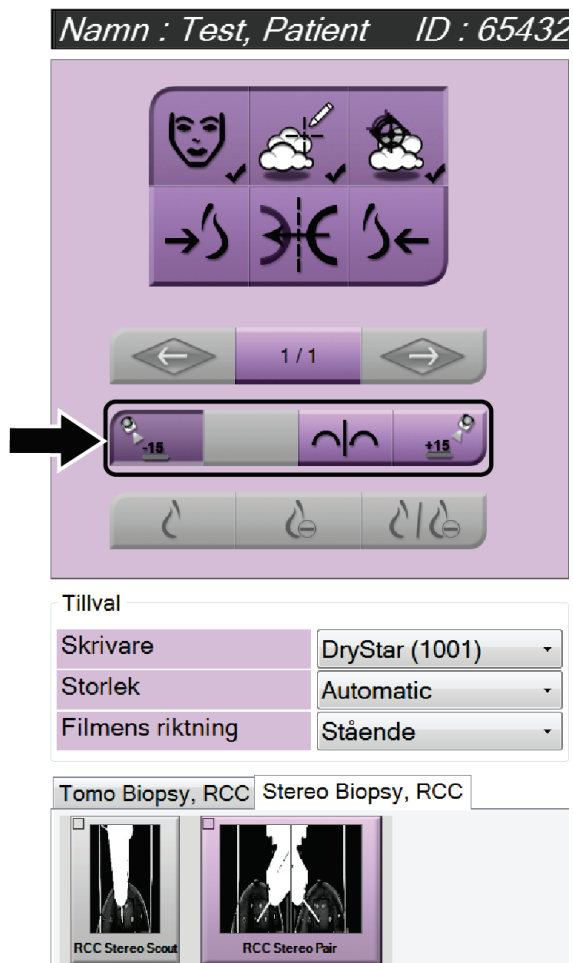 Namn : Test, Patient ID : 65432
1 / 1
-15 +15
Tillval
Skrivare DryStar (1001)
Storlek Automatic
Filmens riktning Stående
Tomo Biopsy, RCC Stereo Biopsy, RCC
RCC Stereo Scout RCC Stereo Pair